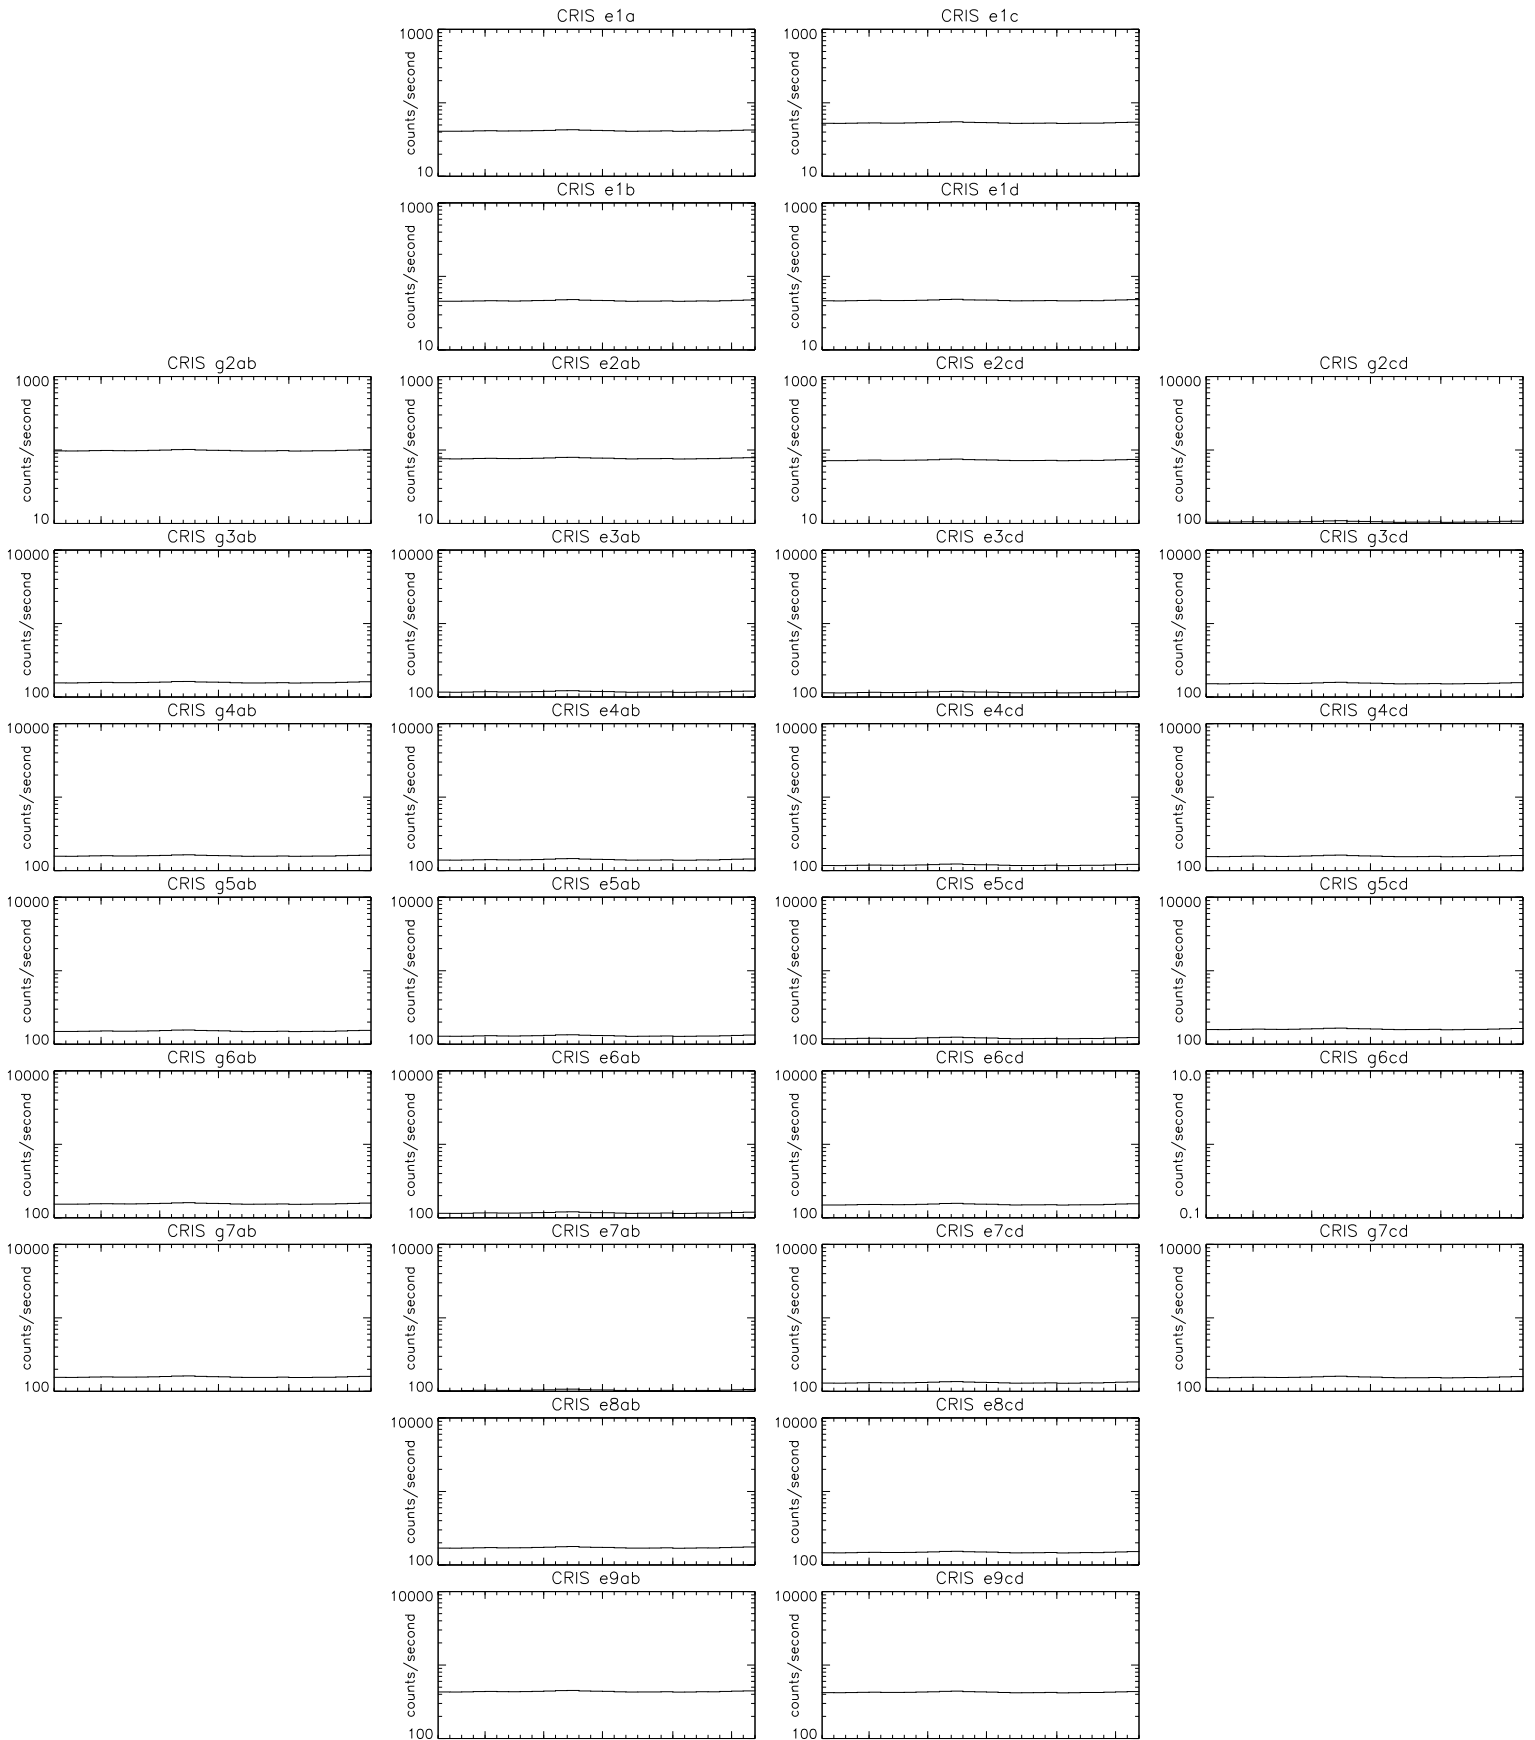 CRIS e1a
CRIS e1c
1000
counts/second
10
1000
counts/second
10
CRIS e1b
CRIS e1d
1000
counts/second
10
1000
counts/second
10
CRIS g2ab
CRIS e2ab
CRIS e2cd
CRIS g2cd
1000
counts/second
10
1000
counts/second
10
1000
counts/second
10
10000
counts/second
100
CRIS g3ab
CRIS e3ab
CRIS e3cd
CRIS g3cd
10000
counts/second
100
10000
counts/second
100
10000
counts/second
100
10000
counts/second
100
CRIS g4ab
CRIS e4ab
CRIS e4cd
CRIS g4cd
10000
counts/second
100
10000
counts/second
100
10000
counts/second
100
10000
counts/second
100
CRIS g5ab
CRIS e5ab
CRIS e5cd
CRIS g5cd
10000
counts/second
100
10000
counts/second
100
10000
counts/second
100
10000
counts/second
100
CRIS g6ab
CRIS e6ab
CRIS e6cd
CRIS g6cd
10000
counts/second
100
10000
counts/second
100
10000
counts/second
100
10.0
counts/second
0.1
CRIS g7ab
CRIS e7ab
CRIS e7cd
CRIS g7cd
10000
counts/second
100
10000
counts/second
100
10000
counts/second
100
10000
counts/second
100
CRIS e8ab
CRIS e8cd
10000
counts/second
100
10000
counts/second
100
CRIS e9ab
CRIS e9cd
10000
counts/second
100
10000
counts/second
100